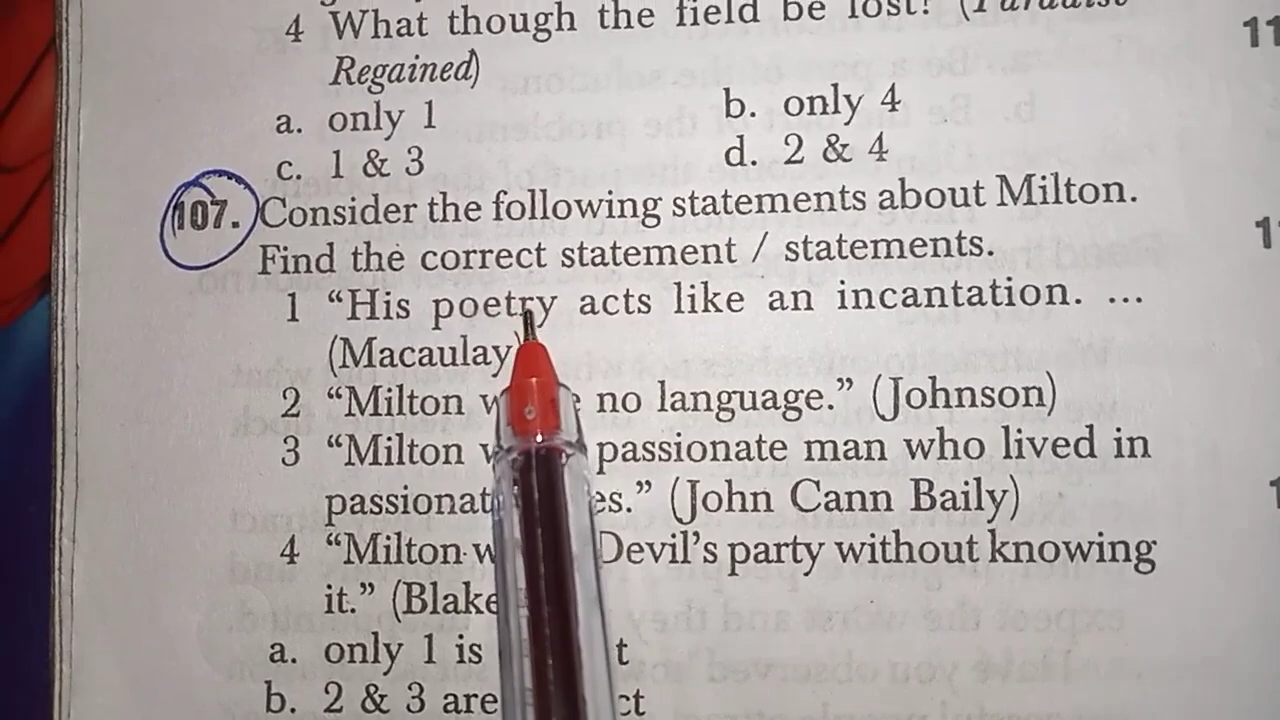 4 What though the field be lost! (Paradise
Regained)
a. only 1 b. only 4
c. 1 & 3 d. 2 & 4
107. Consider the following statements about Milton.
Find the correct statement / statements.
1 “His poetry acts like an incantation. ...
(Macaulay)
2 “Milton no language.” (Johnson)
3 “Milton passionate man who lived in
passionat es.” (John Cann Baily)
4 “Milton Devil’s party without knowing
it.” (Blake
a. only 1 is t
b. 2 & 3 are ct
11